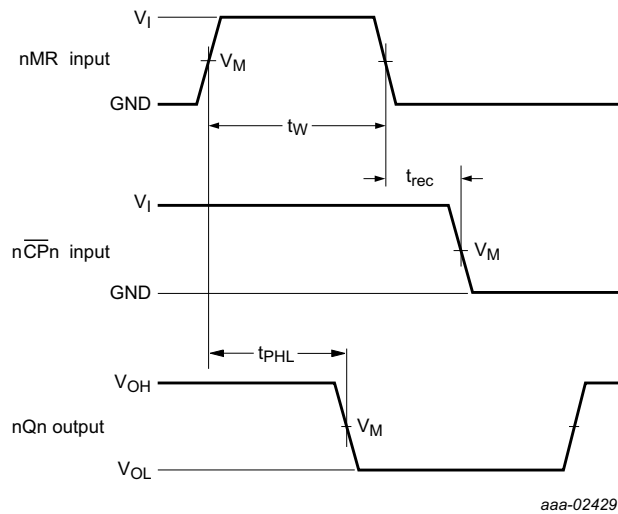 V_I
nMR input
V_M
GND
t_W
t_rec
V_I
nC̅P̅n input
V_M
GND
t_PHL
V_OH
nQn output
V_M
V_OL
aaa-02429